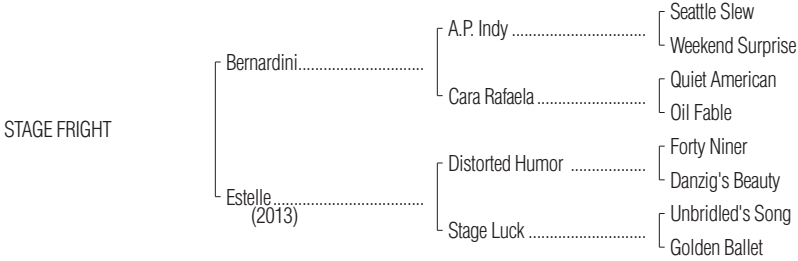 Seattle Slew
A.P. Indy ................................
Weekend Surprise
Bernardini..............................
Quiet American
Cara Rafaela ..........................
Oil Fable
STAGE FRIGHT
Forty Niner
Distorted Humor ..................
Danzig's Beauty
Estelle....................................
(2013)
Unbridled's Song
Stage Luck ............................
Golden Ballet